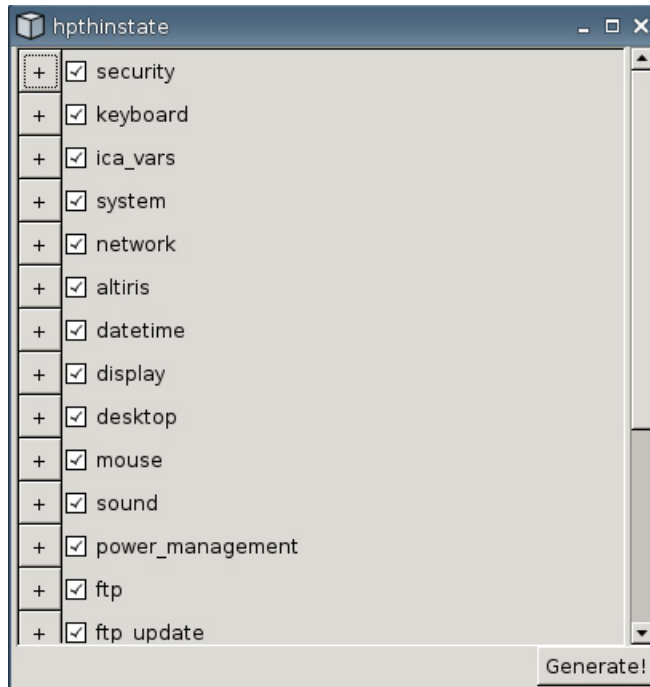 hpthinstate
+ security
+ keyboard
+ ica_vars
+ system
+ network
+ altiris
+ datetime
+ display
+ desktop
+ mouse
+ sound
+ power_management
+ ftp
+ ftp_update
Generate!